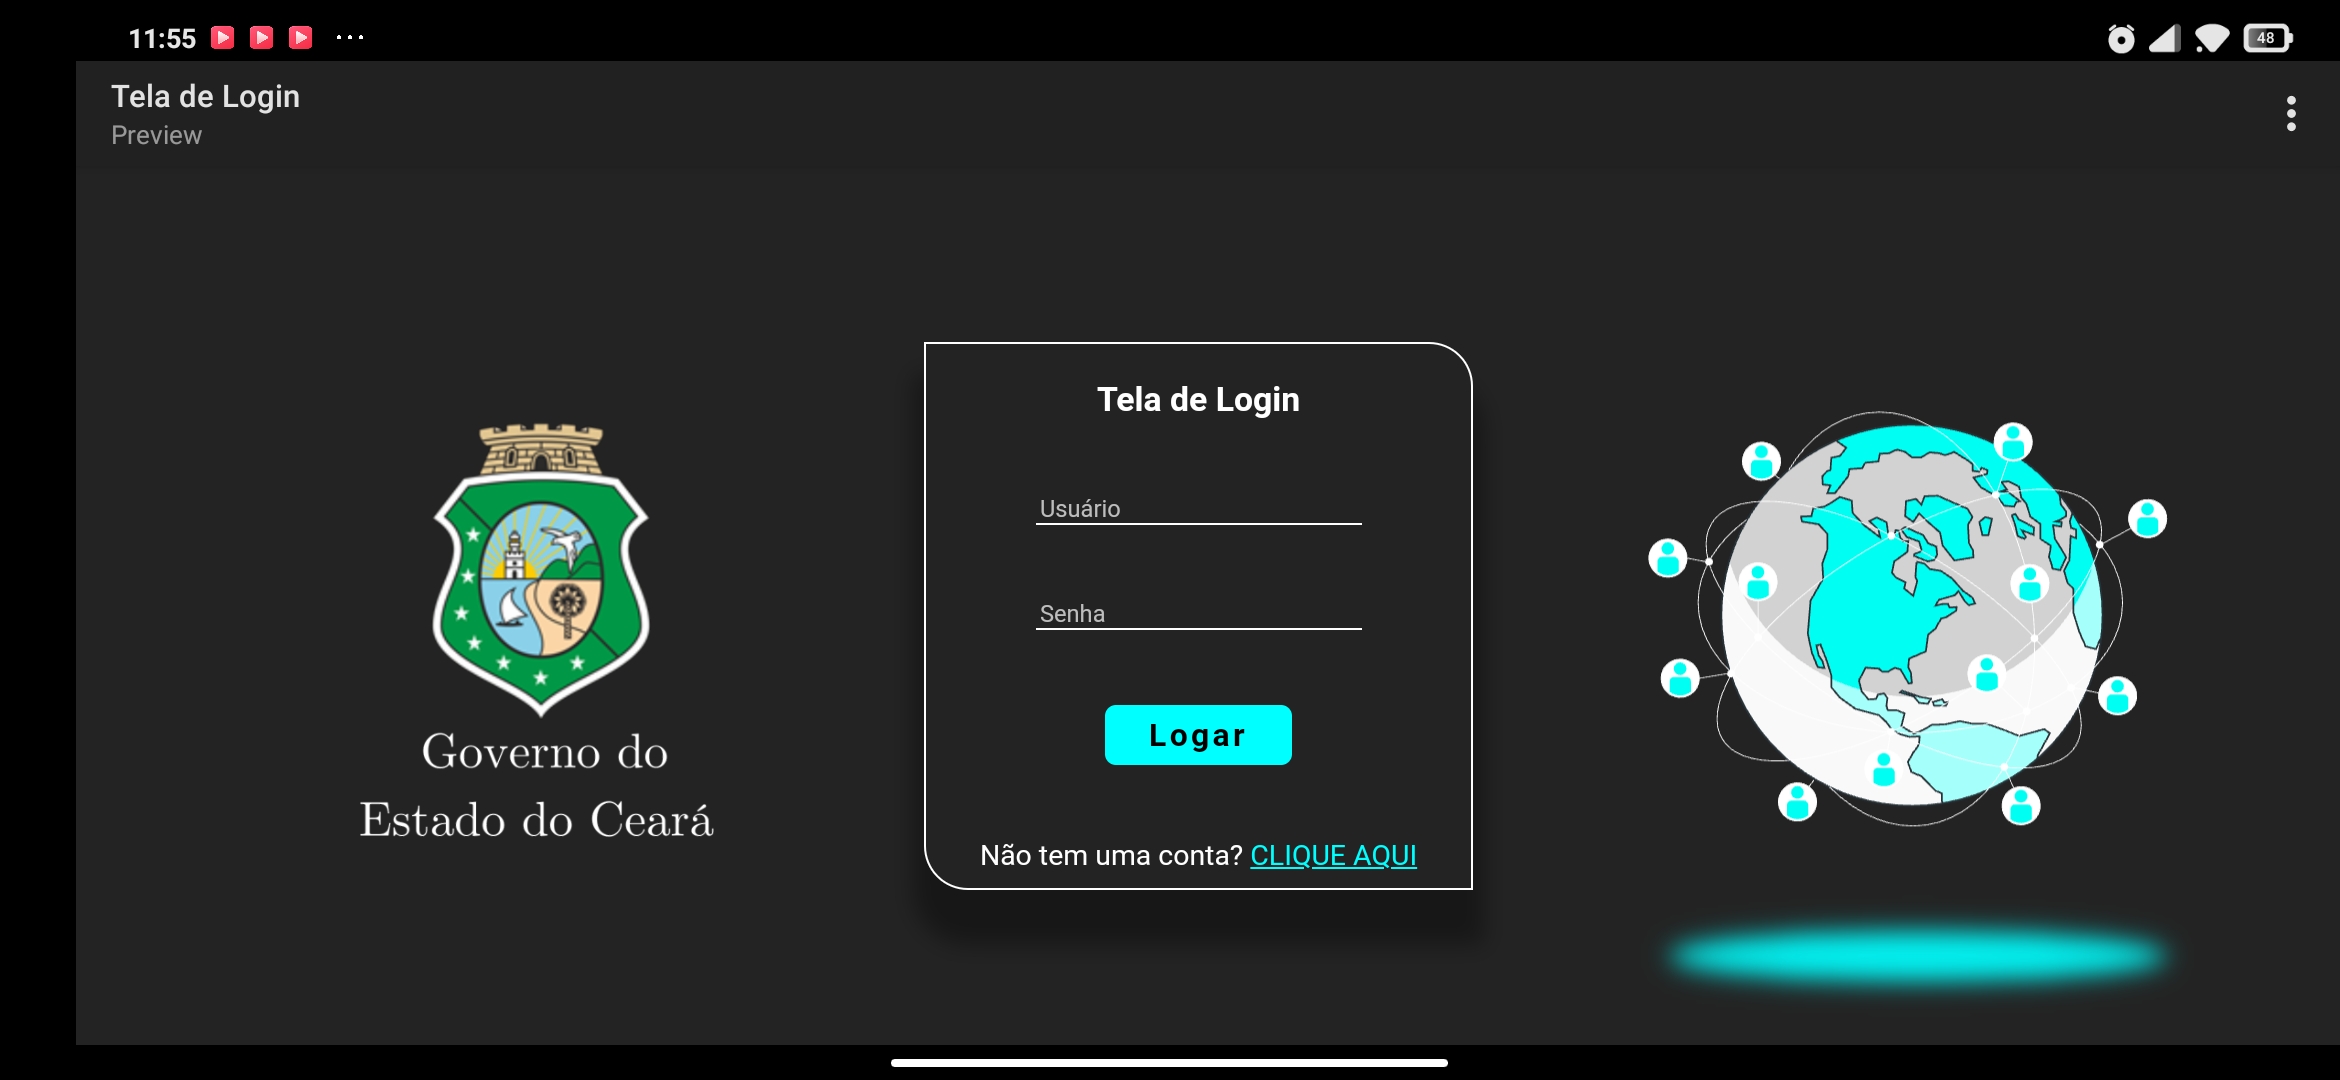 11:55
48
Tela de Login
Preview
Tela de Login
Usuário
Senha
Logar
Não tem uma conta? CLIQUE AQUI
Governo do
Estado do Ceará